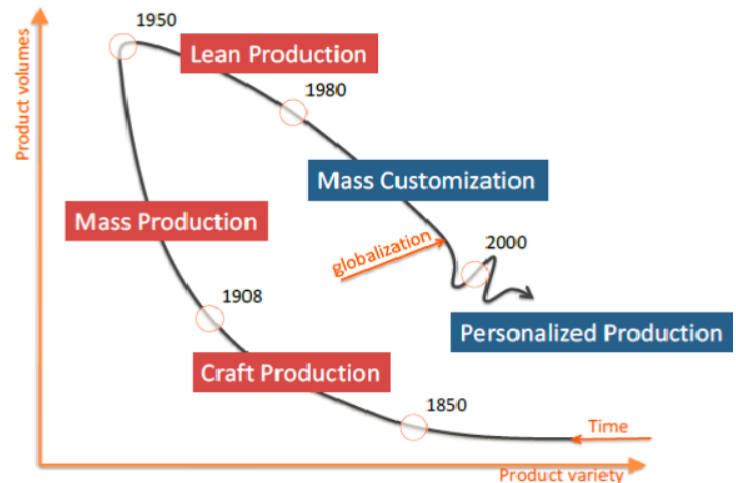 1950
Lean Production
Product volumes
1980
Mass Customization
Mass Production
globalization
2000
1908
Personalized Production
Craft Production
1850
Time
Product variety